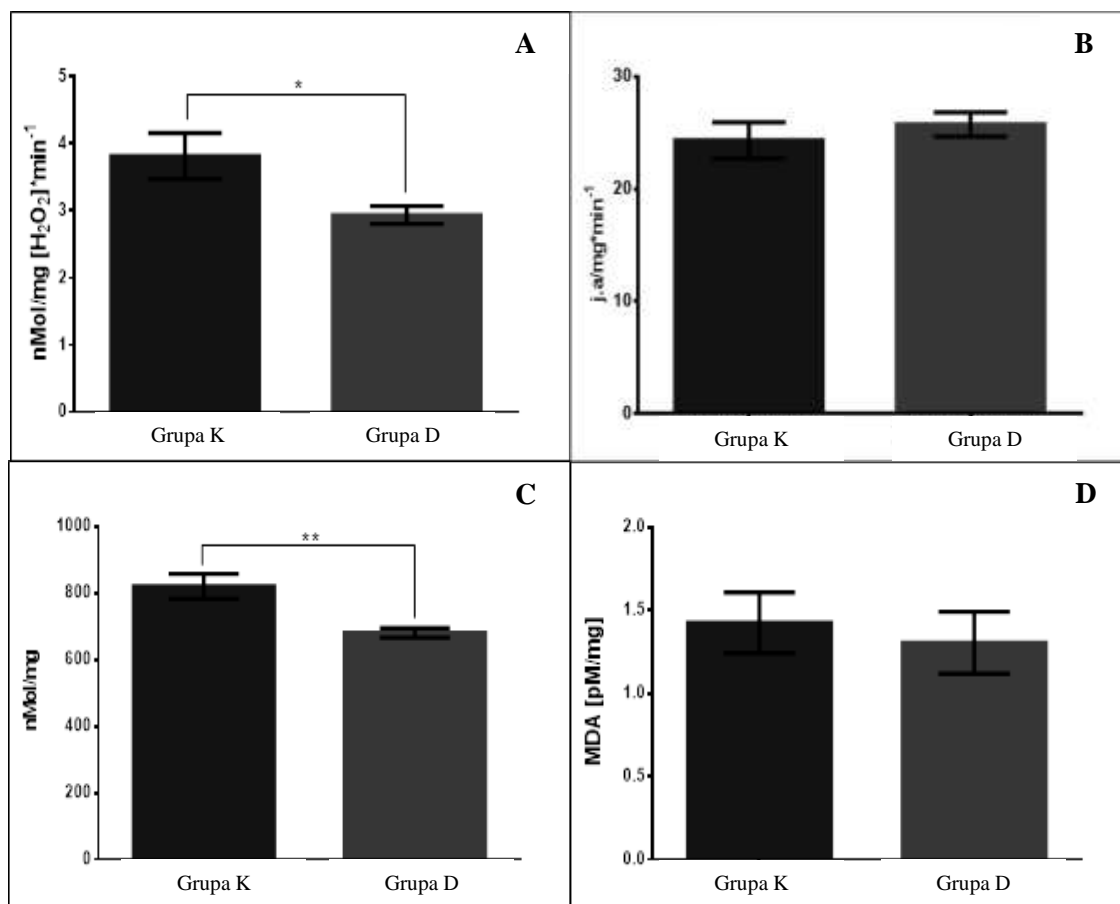 A
nMol/mg [H₂O₂]*min⁻¹
5
4
3
2
1
0
*
Grupa K
Grupa D
B
j.a/mg*min⁻¹
30
20
10
0
Grupa K
Grupa D
C
nMol/mg
1000
800
600
400
200
0
**
Grupa K
Grupa D
D
MDA [pM/mg]
2.0
1.5
1.0
0.5
0.0
Grupa K
Grupa D